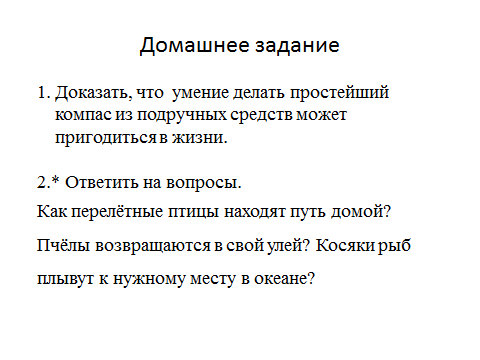 Домашнее задание
1. Доказать, что умение делать простейший
компас из подручных средств может
пригодиться в жизни.
2.* Ответить на вопросы.
Как перелётные птицы находят путь домой?
Пчёлы возвращаются в свой улей? Косяки рыб
плывут к нужному месту в океане?